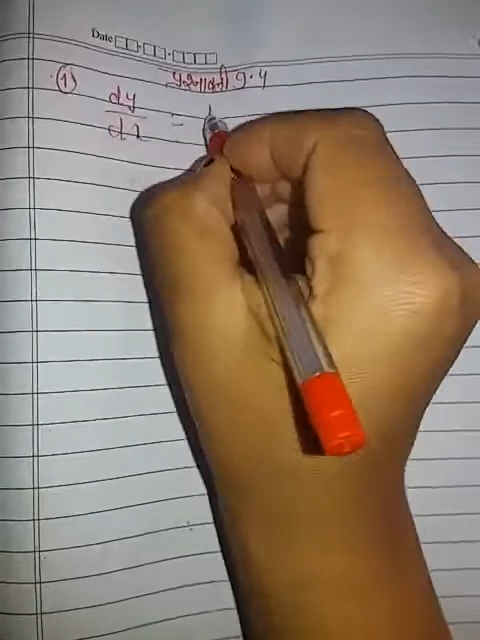 Date
प्रश्नावली 9.4
(1) dy/dx =